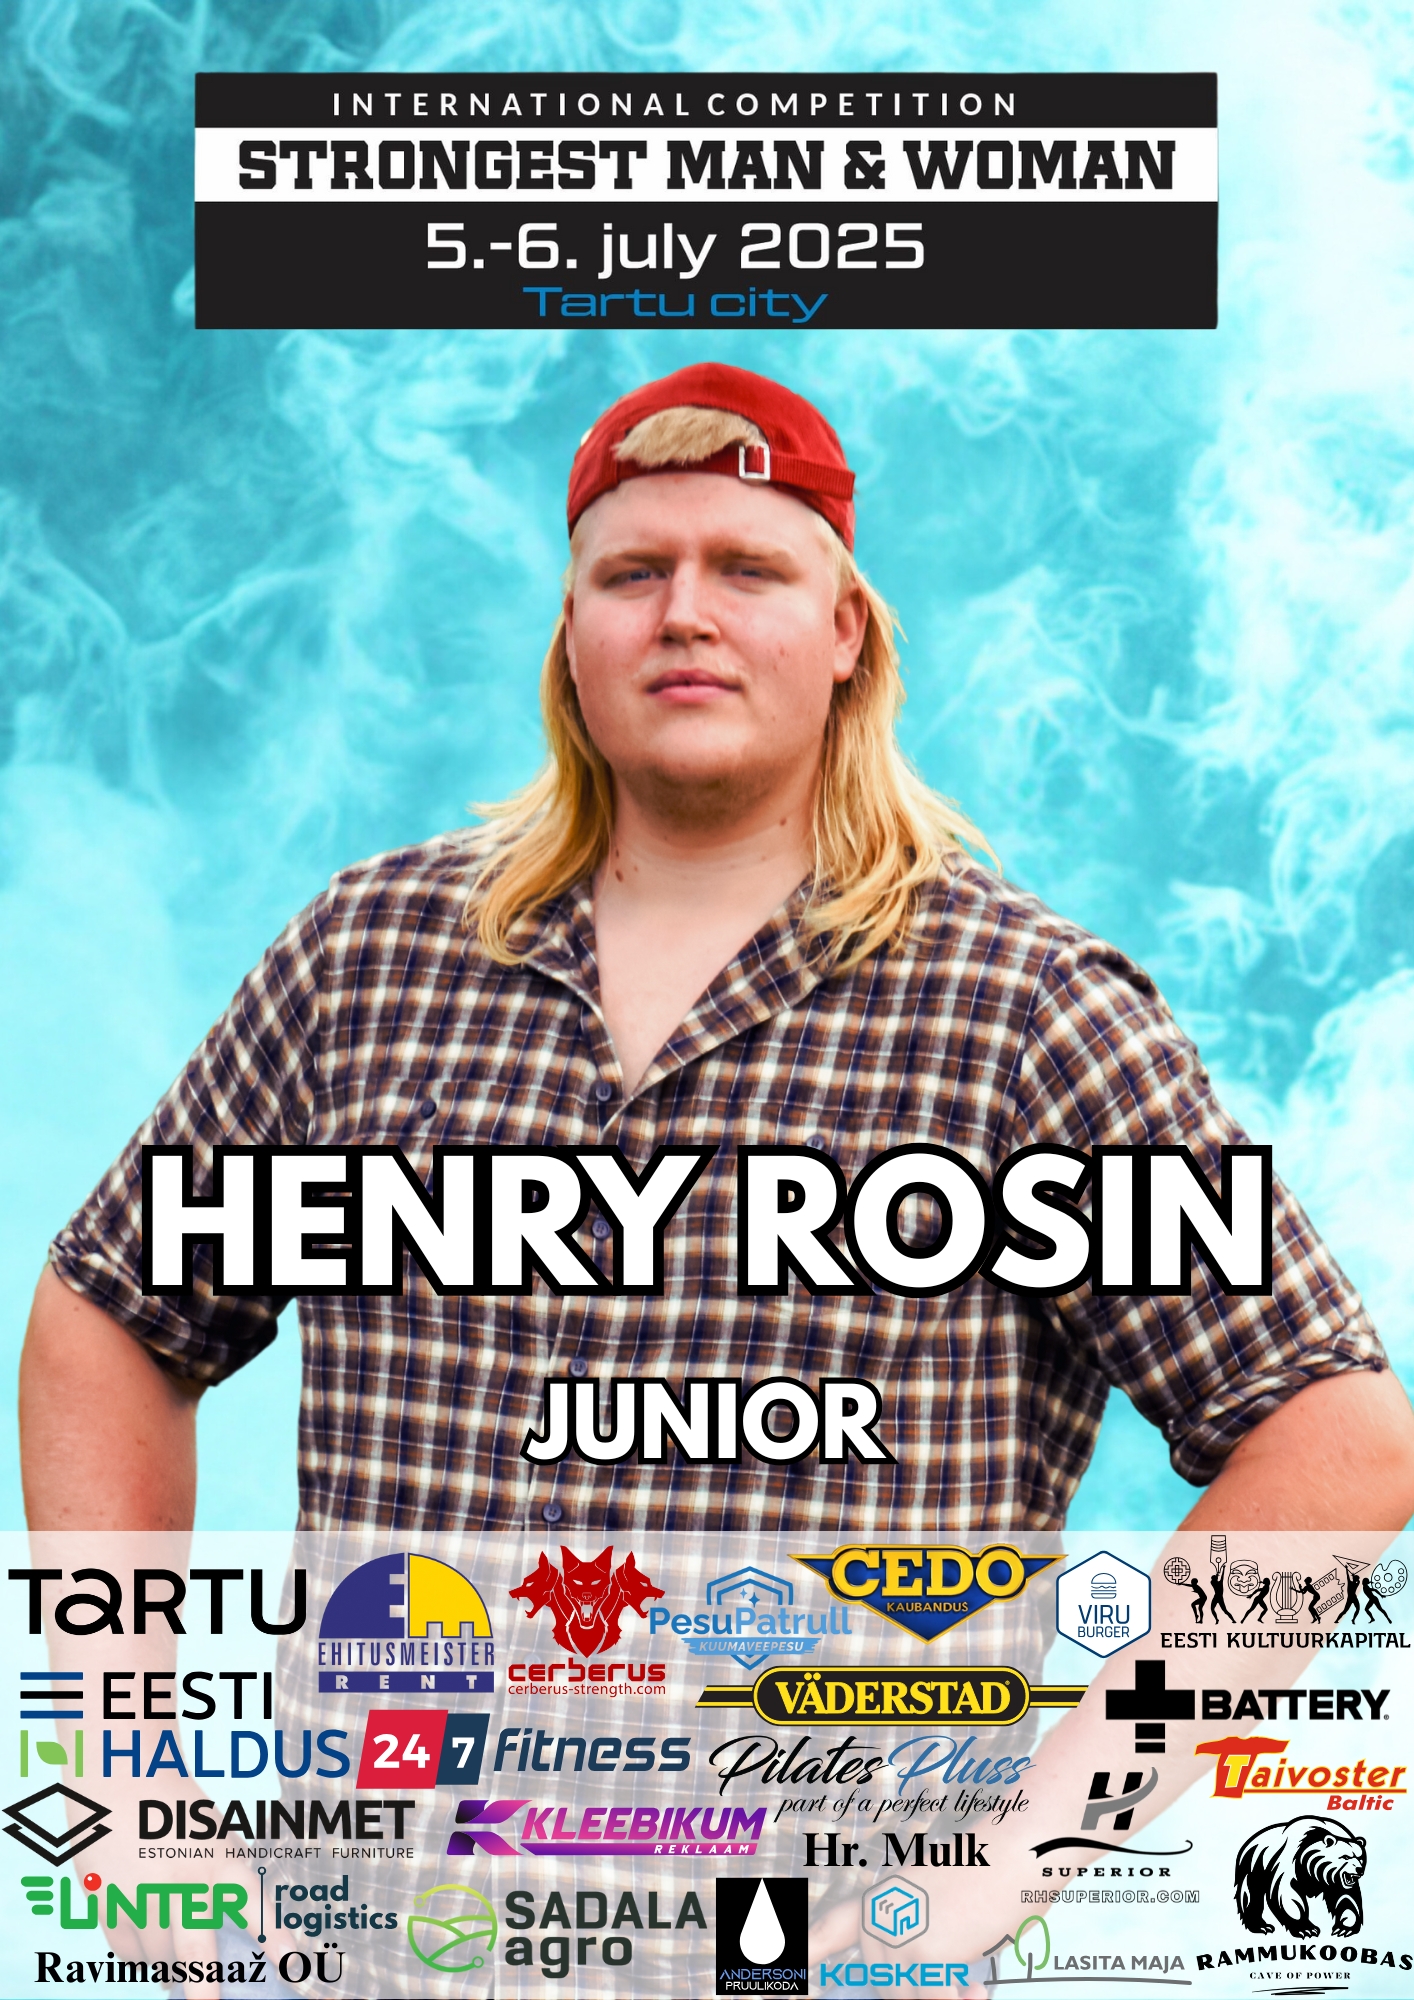 INTERNATIONAL COMPETITION
STRONGEST MAN & WOMAN
5.-6. july 2025
Tartu city
HENRY ROSIN
JUNIOR
TARTU
EM
EHITUSMEISTER
RENT
cerberus
cerberus-strength.com
PesuPatrull
KUUMAVEEPESU
CEDO
KAUBANDUS
VIRU
BURGER
EESTI KULTUURKAPITAL
EESTI
HALDUS
24 7 fitness
VÄDERSTAD
BATTERY
Pilates Pluss
part of a perfect lifestyle
Taivoster
Baltic
DISAINMET
ESTONIAN HANDICRAFT FURNITURE
KLEEBIKUM
REKLAAM
Hr. Mulk
H
SUPERIOR
RHSUPERIOR.COM
LINTER
road
logistics
SADALA
agro
ANDERSONI
PRUULIKODA
KOSKER
LASITA MAJA
RAMMUKOOBAS
CAVE OF POWER
Ravimassaaž OÜ